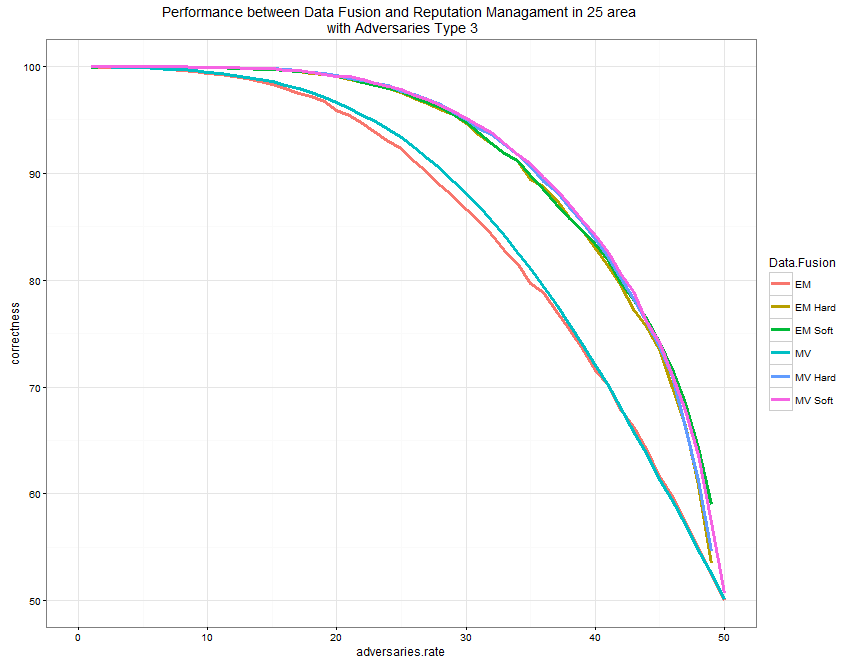 Performance between Data Fusion and Reputation Managament in 25 area
with Adversaries Type 3
100
90
80
70
60
50
correctness
0 10 20 30 40 50
adversaries.rate
Data.Fusion
EM
EM Hard
EM Soft
MV
MV Hard
MV Soft